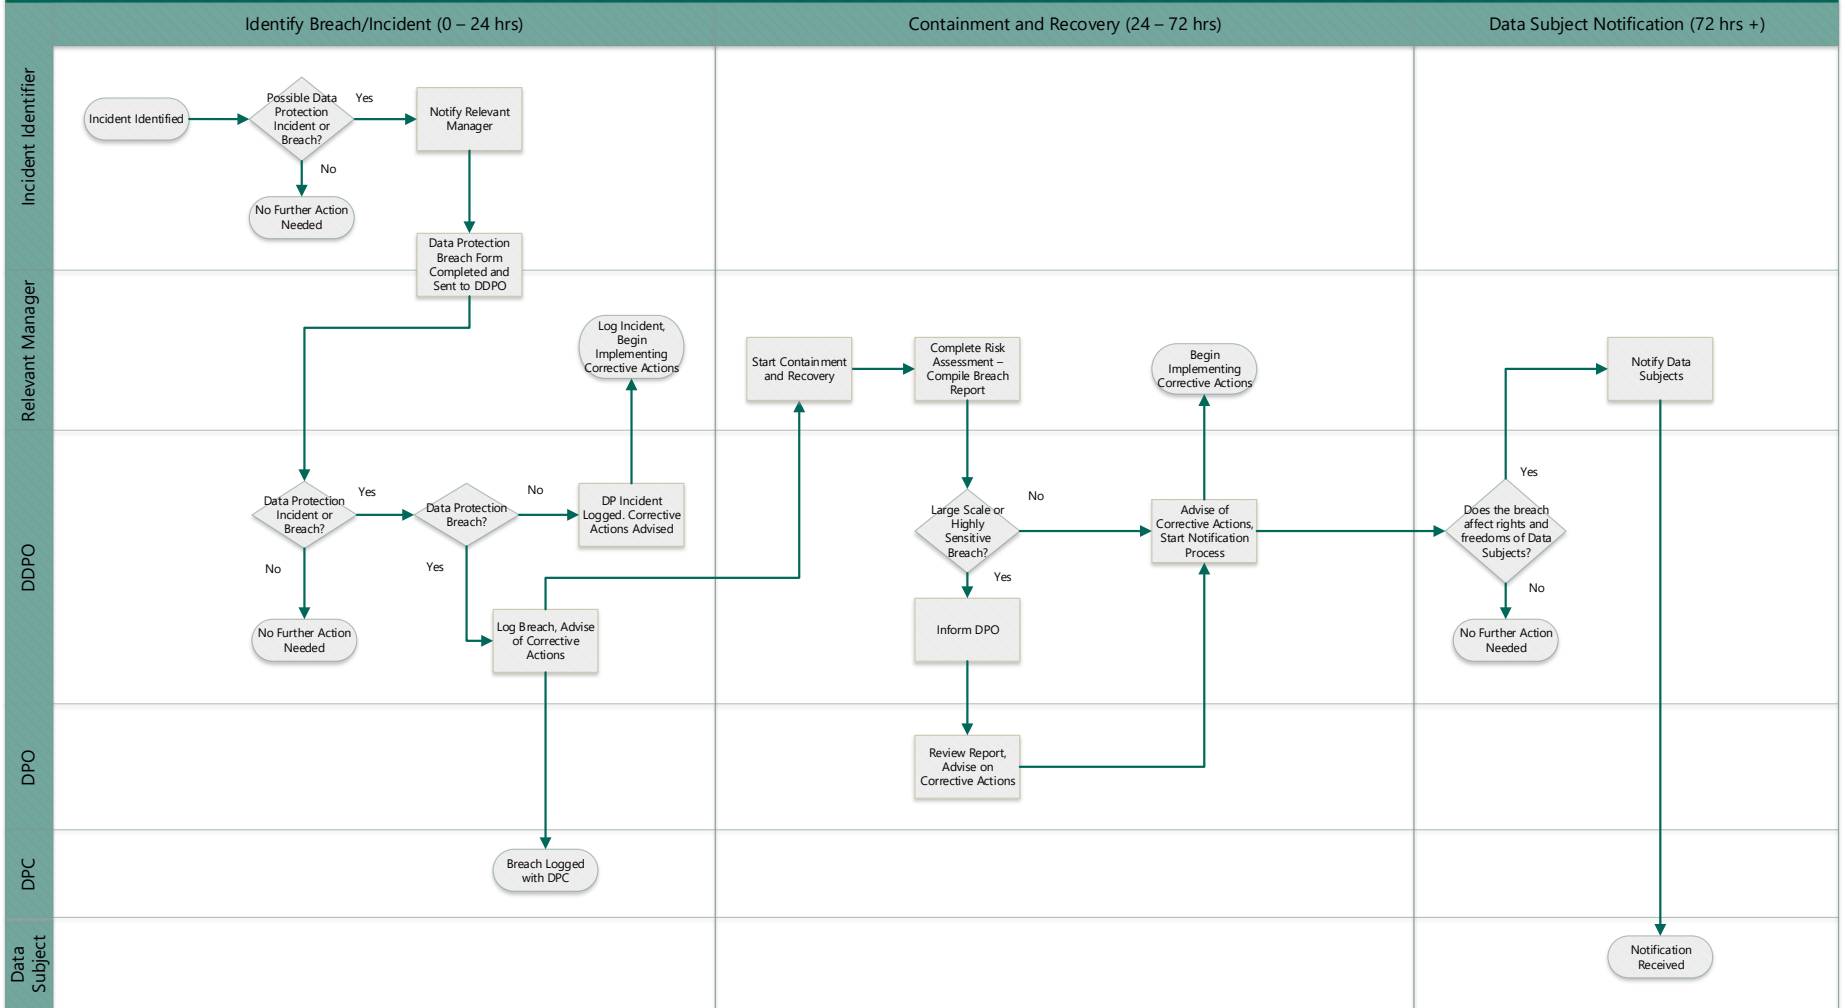 Identify Breach/Incident (0 – 24 hrs)
Containment and Recovery (24 – 72 hrs)
Data Subject Notification (72 hrs +)
Incident Identifier
Incident Identified
Possible Data
Protection
Incident or
Breach?
Yes
Notify Relevant
Manager
No
No Further Action
Needed
Data Protection
Breach Form
Completed and
Sent to DDPO
Relevant Manager
Log Incident,
Begin
Implementing
Corrective Actions
Start Containment
and Recovery
Complete Risk
Assessment –
Compile Breach
Report
Begin
Implementing
Corrective Actions
Notify Data
Subjects
DDPO
Data Protection
Incident or
Breach?
Yes
Data Protection
Breach?
No
DP Incident
Logged. Corrective
Actions Advised
No
Yes
No Further Action
Needed
Log Breach, Advise
of Corrective
Actions
Large Scale or
Highly
Sensitive
Breach?
No
Yes
Advise of
Corrective Actions,
Start Notification
Process
Inform DPO
Yes
Does the breach
affect rights and
freedoms of Data
Subjects?
No
No Further Action
Needed
DPO
Review Report,
Advise on
Corrective Actions
DPC
Breach Logged
with DPC
Data
Subject
Notification
Received